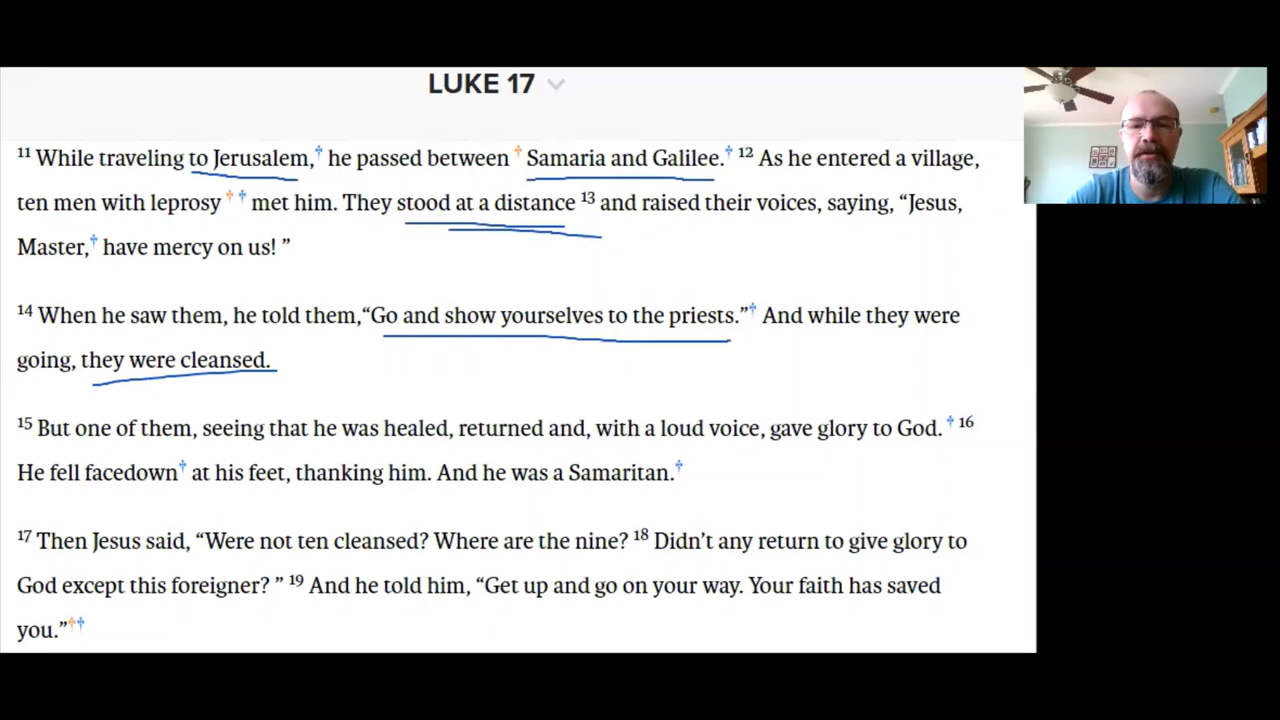 LUKE 17
11 While traveling to Jerusalem,† he passed between † Samaria and Galilee.† 12 As he entered a village,
ten men with leprosy † † met him. They stood at a distance 13 and raised their voices, saying, “Jesus,
Master,† have mercy on us! ”
14 When he saw them, he told them,“Go and show yourselves to the priests.”† And while they were
going, they were cleansed.
15 But one of them, seeing that he was healed, returned and, with a loud voice, gave glory to God. † 16
He fell facedown† at his feet, thanking him. And he was a Samaritan.†
17 Then Jesus said, “Were not ten cleansed? Where are the nine? 18 Didn’t any return to give glory to
God except this foreigner? ” 19 And he told him, “Get up and go on your way. Your faith has saved
you.”††